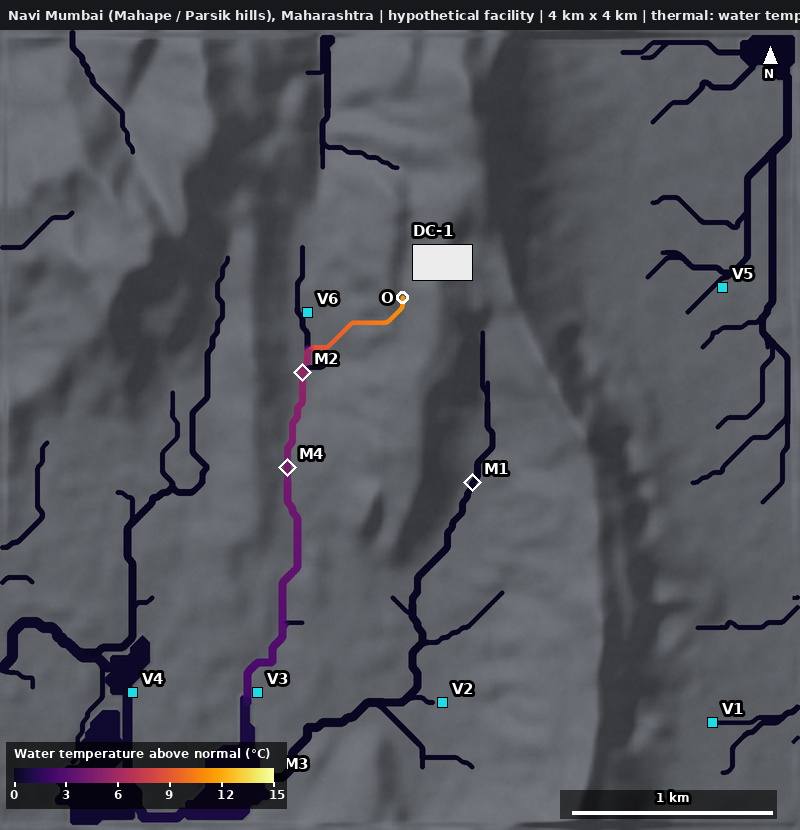 Navi Mumbai (Mahape / Parsik hills), Maharashtra | hypothetical facility | 4 km x 4 km | thermal: water temp
N
DC-1
V5
O
V6
M2
M4
M1
V4
V3
V2
V1
Water temperature above normal (°C)
0 3 6 9 12 15
M3
1 km